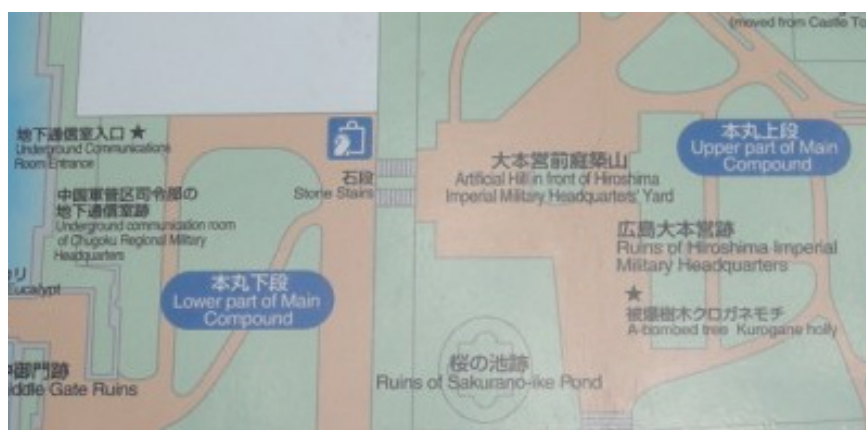 (moved from Castle To
地下通信室入口 ★
Underground Communications
Room Entrance
中国軍管区司令部の
地下通信室跡
Underground communication room
of Chugoku Regional Military
Headquarters
石段
Stone Stairs
大本営前庭築山
Artificial Hill in front of Hiroshima
Imperial Military Headquarters' Yard
本丸上段
Upper part of Main
Compound
広島大本営跡
Ruins of Hiroshima Imperial
Military Headquarters
★
被爆樹木クロガネモチ
A-bombed tree Kurogane holly
リ
Eucalypt
本丸下段
Lower part of Main
Compound
御門跡
iddle Gate Ruins
桜の池跡
Ruins of Sakurano-ike Pond